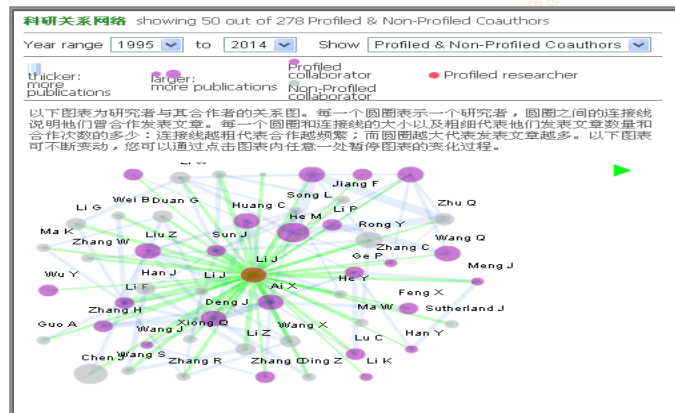 科研关系网络 showing 50 out of 278 Profiled & Non-Profiled Coauthors
Year range 1995 to 2014 Show Profiled & Non-Profiled Coauthors
thicker:
more
publications
larger:
more publications
Profiled
collaborator
Non-Profiled
collaborator
Profiled researcher
以下图表为研究者与其合作者的关系图。每一个圆圈表示一个研究者，圆圈之间的连接线
说明他们曾合作发表文章。每一个圆圈和连接线的大小以及粗细代表他们发表文章数量和
合作次数的多少：连接线越粗代表合作越频繁；而圆圈越大代表发表文章越多。以下图表
可不断变动，您可以通过点击图表内任意一处暂停图表的变化过程。
Jiang F
Song L
Wei B
Duan G
Huang C
Li P
Zhu Q
Li G
He M
Rong Y
Ma K
Liu Z
Sun J
Wang Q
Zhang W
Zhang C
Li J
Ge P
Wu Y
Han J
Li J
He Y
Meng J
Li F
Ai X
Feng X
Zhang H
Deng J
Ma W
Sutherland J
Guo A
Wang J
Xiong Q
Li Z
Wang X
Lu C
Han Y
Chen J
Wang S
Zhang R
Zhang Q
Ding Z
Li K